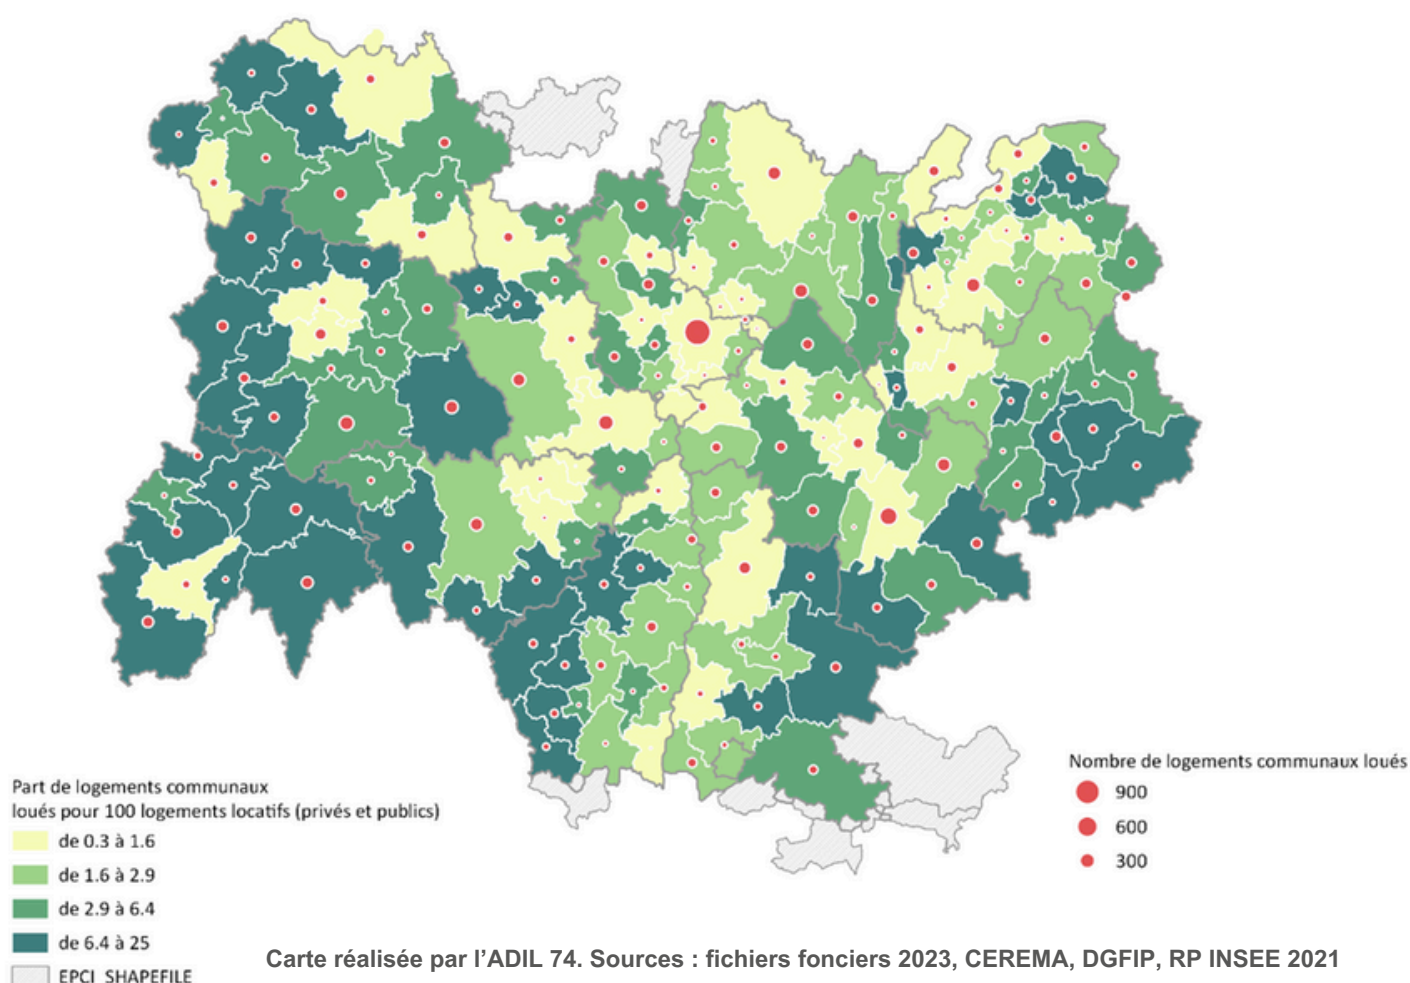 Part de logements communaux
loués pour 100 logements locatifs (privés et publics)
de 0.3 à 1.6
de 1.6 à 2.9
de 2.9 à 6.4
de 6.4 à 25
EPCI_SHAPEFILE
Nombre de logements communaux loués
900
600
300
Carte réalisée par l'ADIL 74. Sources : fichiers fonciers 2023, CEREMA, DGFIP, RP INSEE 2021